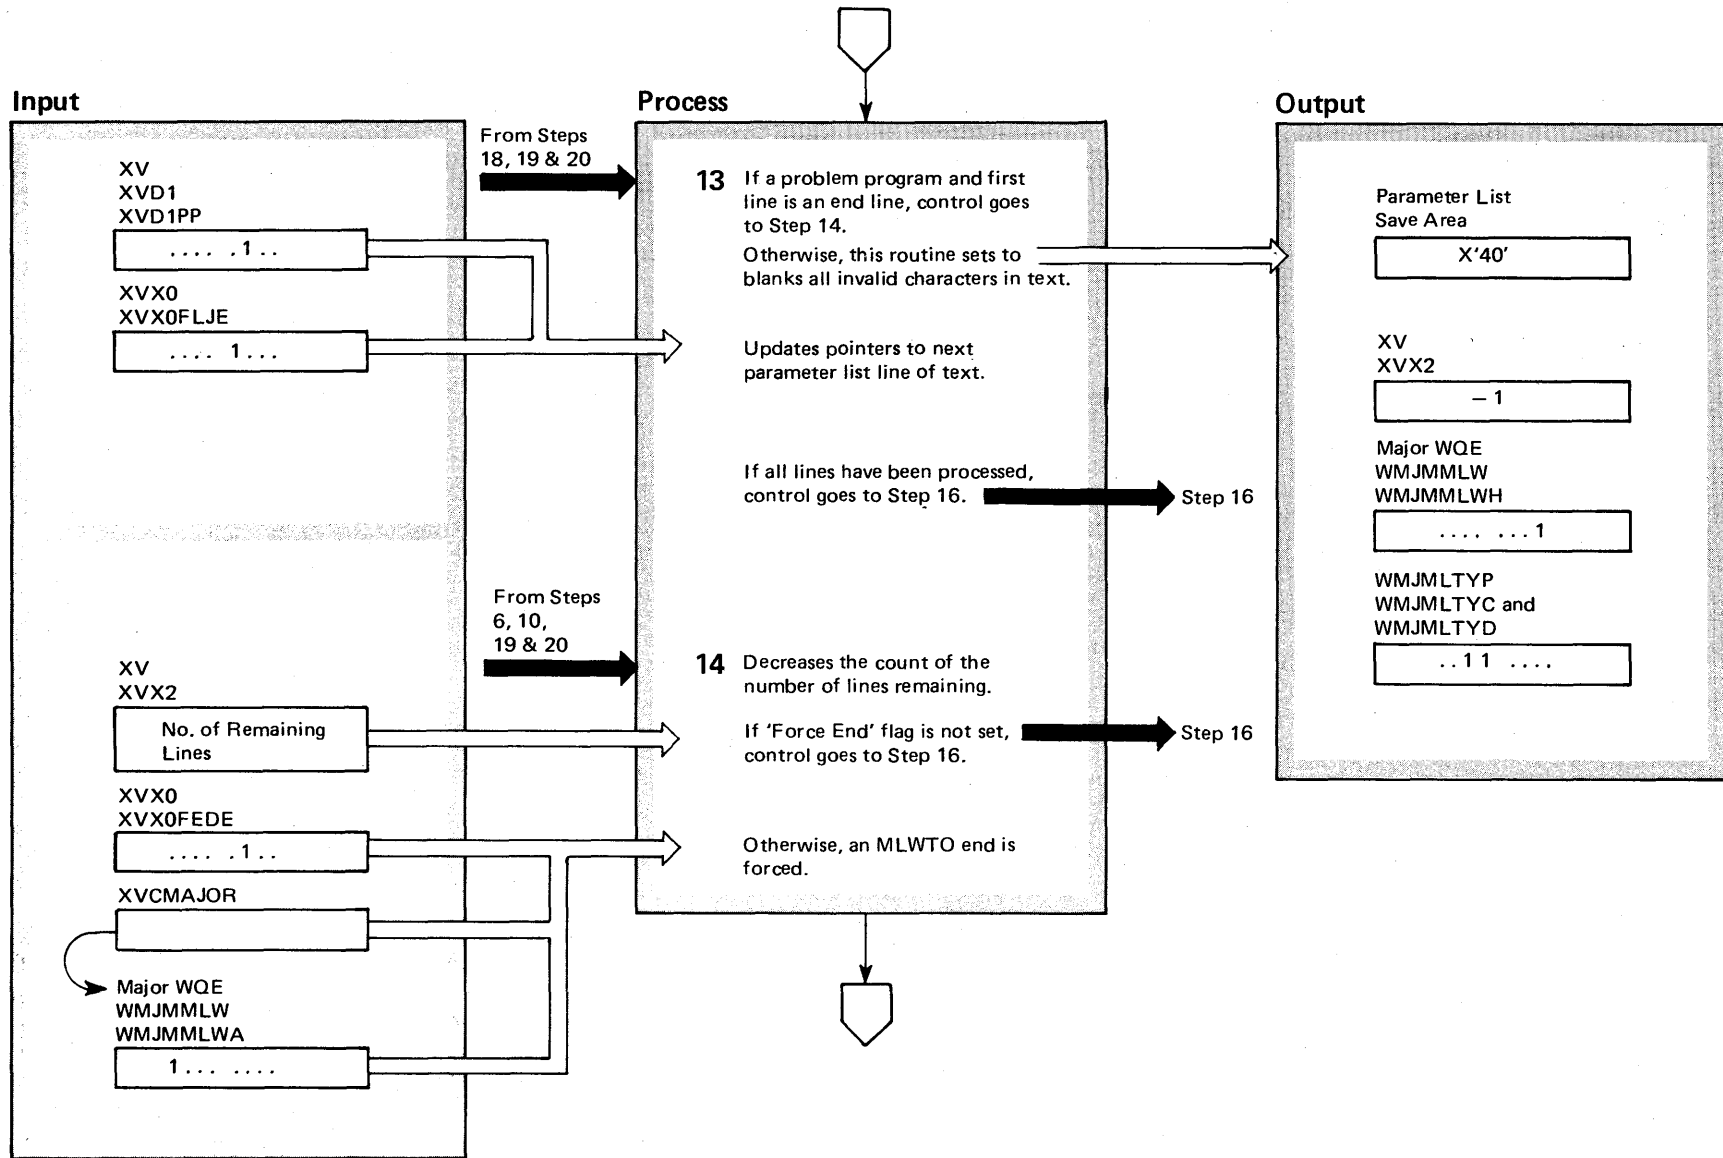 Input
XV
XVD1
XVD1PP
.... .1..
XVX0
XVX0FLJE
.... 1...
XV
XVX2
No. of Remaining
Lines
XVX0
XVX0FEDE
.... .1..
XVCMAJOR
Major WQE
WMJMMLW
WMJMMLWA
1... ....
From Steps
18, 19 & 20
From Steps
6, 10,
19 & 20
Process
13 If a problem program and first
line is an end line, control goes
to Step 14.
Otherwise, this routine sets to
blanks all invalid characters in text.
Updates pointers to next
parameter list line of text.
If all lines have been processed,
control goes to Step 16.
Step 16
14 Decreases the count of the
number of lines remaining.
If 'Force End' flag is not set,
control goes to Step 16.
Step 16
Otherwise, an MLWTO end is
forced.
Output
Parameter List
Save Area
X'40'
XV
XVX2
– 1
Major WQE
WMJMMLW
WMJMMLWH
.... ...1
WMJMLTYP
WMJMLTYC and
WMJMLTYD
..11 ....